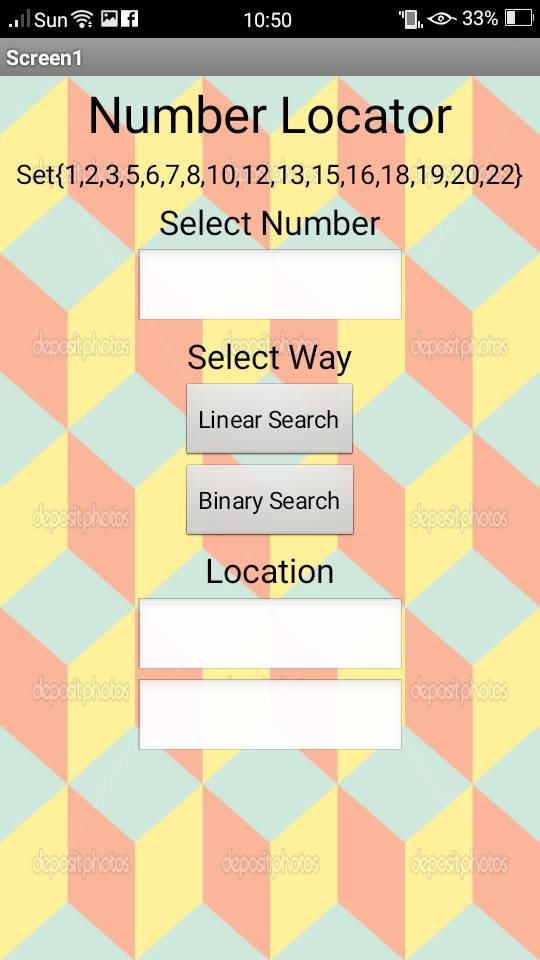 Sun 10:50 33%
Screen1
Number Locator
Set{1,2,3,5,6,7,8,10,12,13,15,16,18,19,20,22}
Select Number
depositphotos depositphotos
Select Way
Linear Search
Binary Search
depositphotos depositphotos
Location
depositphotos depositphotos
depositphotos depositphotos depositphotos